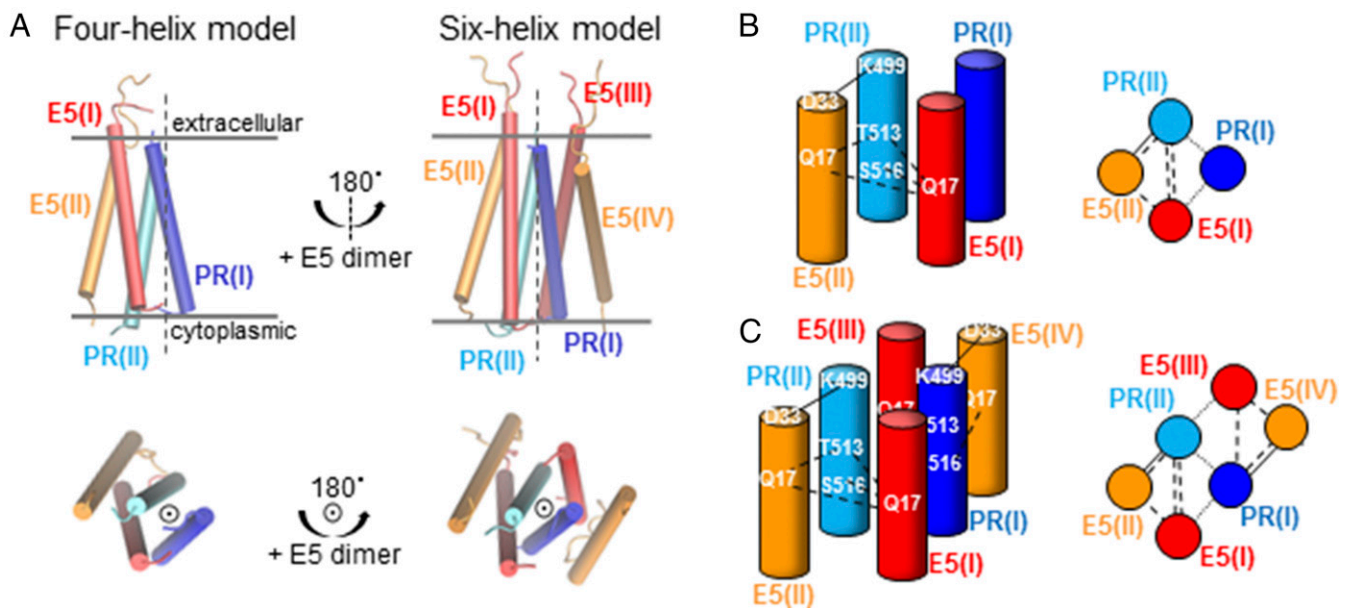 A
Four-helix model
Six-helix model
E5(I)
extracellular
E5(II)
180°
+ E5 dimer
PR(I)
cytoplasmic
PR(II)
E5(I)
E5(III)
E5(II)
E5(IV)
PR(II)
PR(I)
180°
+ E5 dimer
B
PR(II)
PR(I)
K499
D33
T513
Q17
S516
Q17
E5(I)
E5(II)
PR(II)
PR(I)
E5(II)
E5(I)
C
E5(III)
D33
E5(IV)
PR(II)
K499
K499
D33
Q17
Q17
513
T513
Q17
516
S516
Q17
PR(I)
E5(I)
E5(II)
E5(III)
E5(IV)
PR(II)
E5(II)
PR(I)
E5(I)